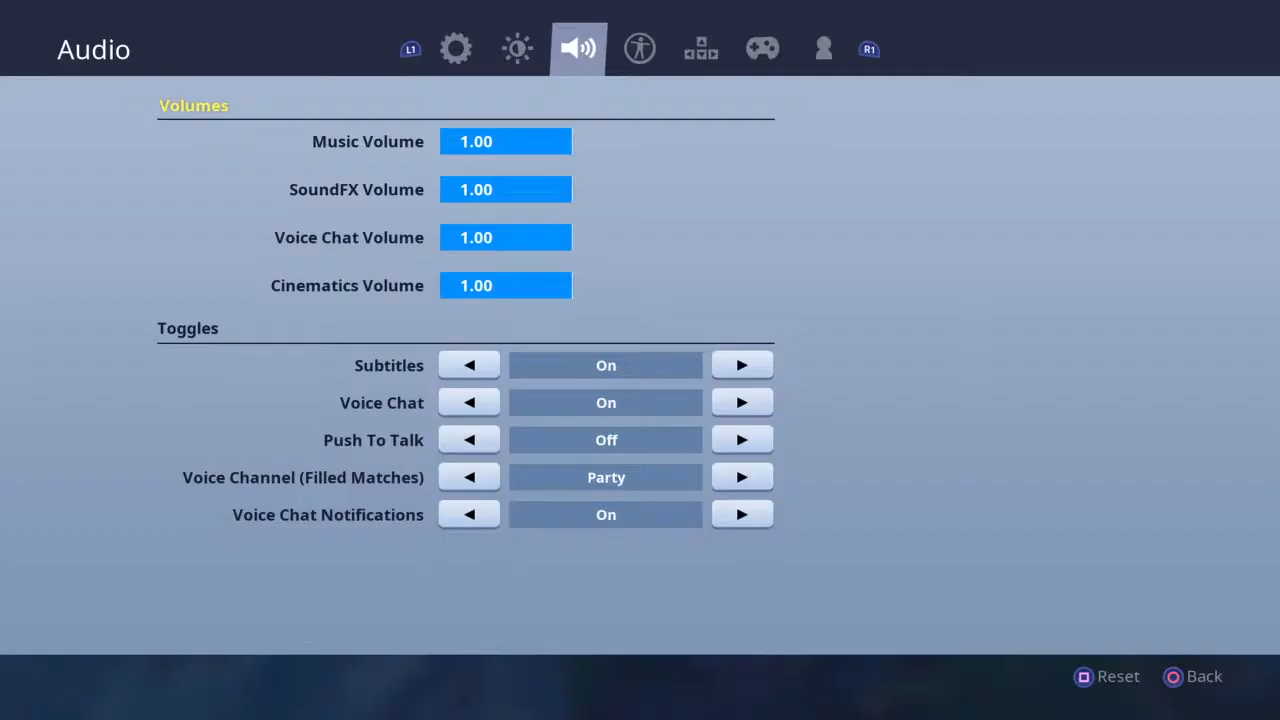 Audio
L1
R1
Volumes
Music Volume 1.00
SoundFX Volume 1.00
Voice Chat Volume 1.00
Cinematics Volume 1.00
Toggles
Subtitles On
Voice Chat On
Push To Talk Off
Voice Channel (Filled Matches) Party
Voice Chat Notifications On
Reset Back